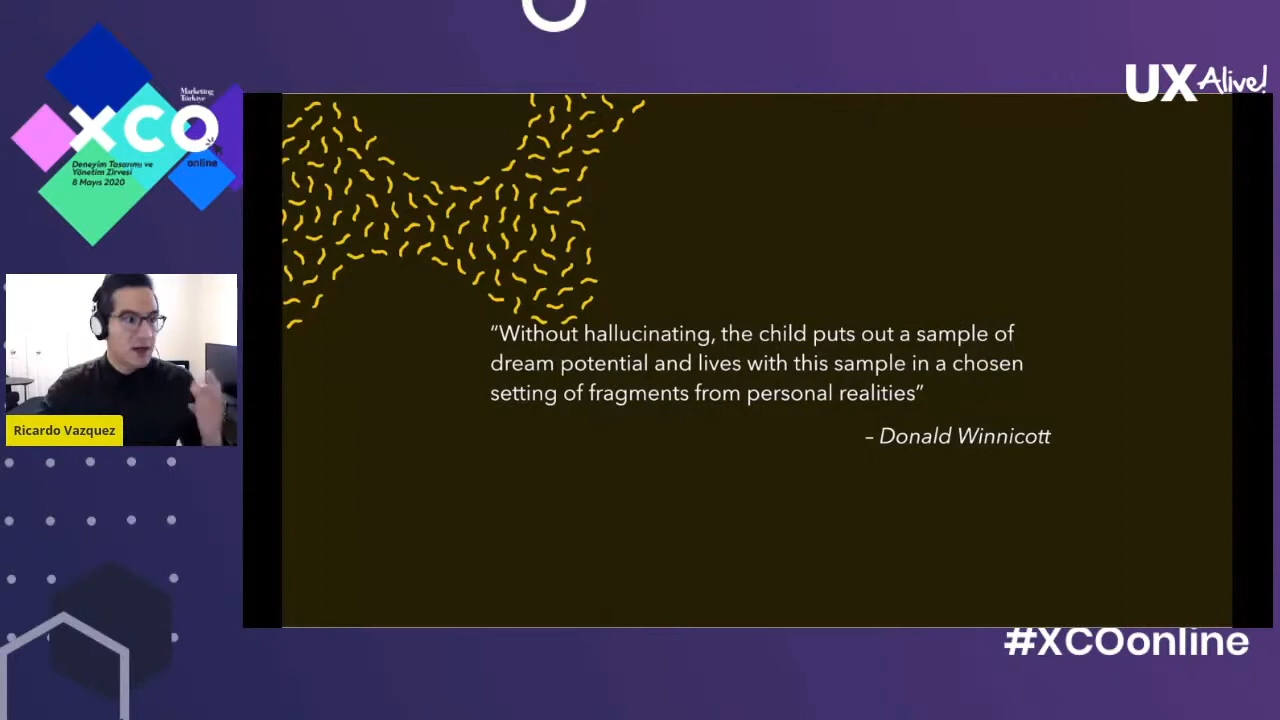 UX Alive!
Marketing
Türkiye
XCO
online
Deneyim Tasarımı ve
Yönetim Zirvesi
8 Mayıs 2020
“Without hallucinating, the child puts out a sample of
dream potential and lives with this sample in a chosen
setting of fragments from personal realities”
– Donald Winnicott
Ricardo Vazquez
#XCOonline